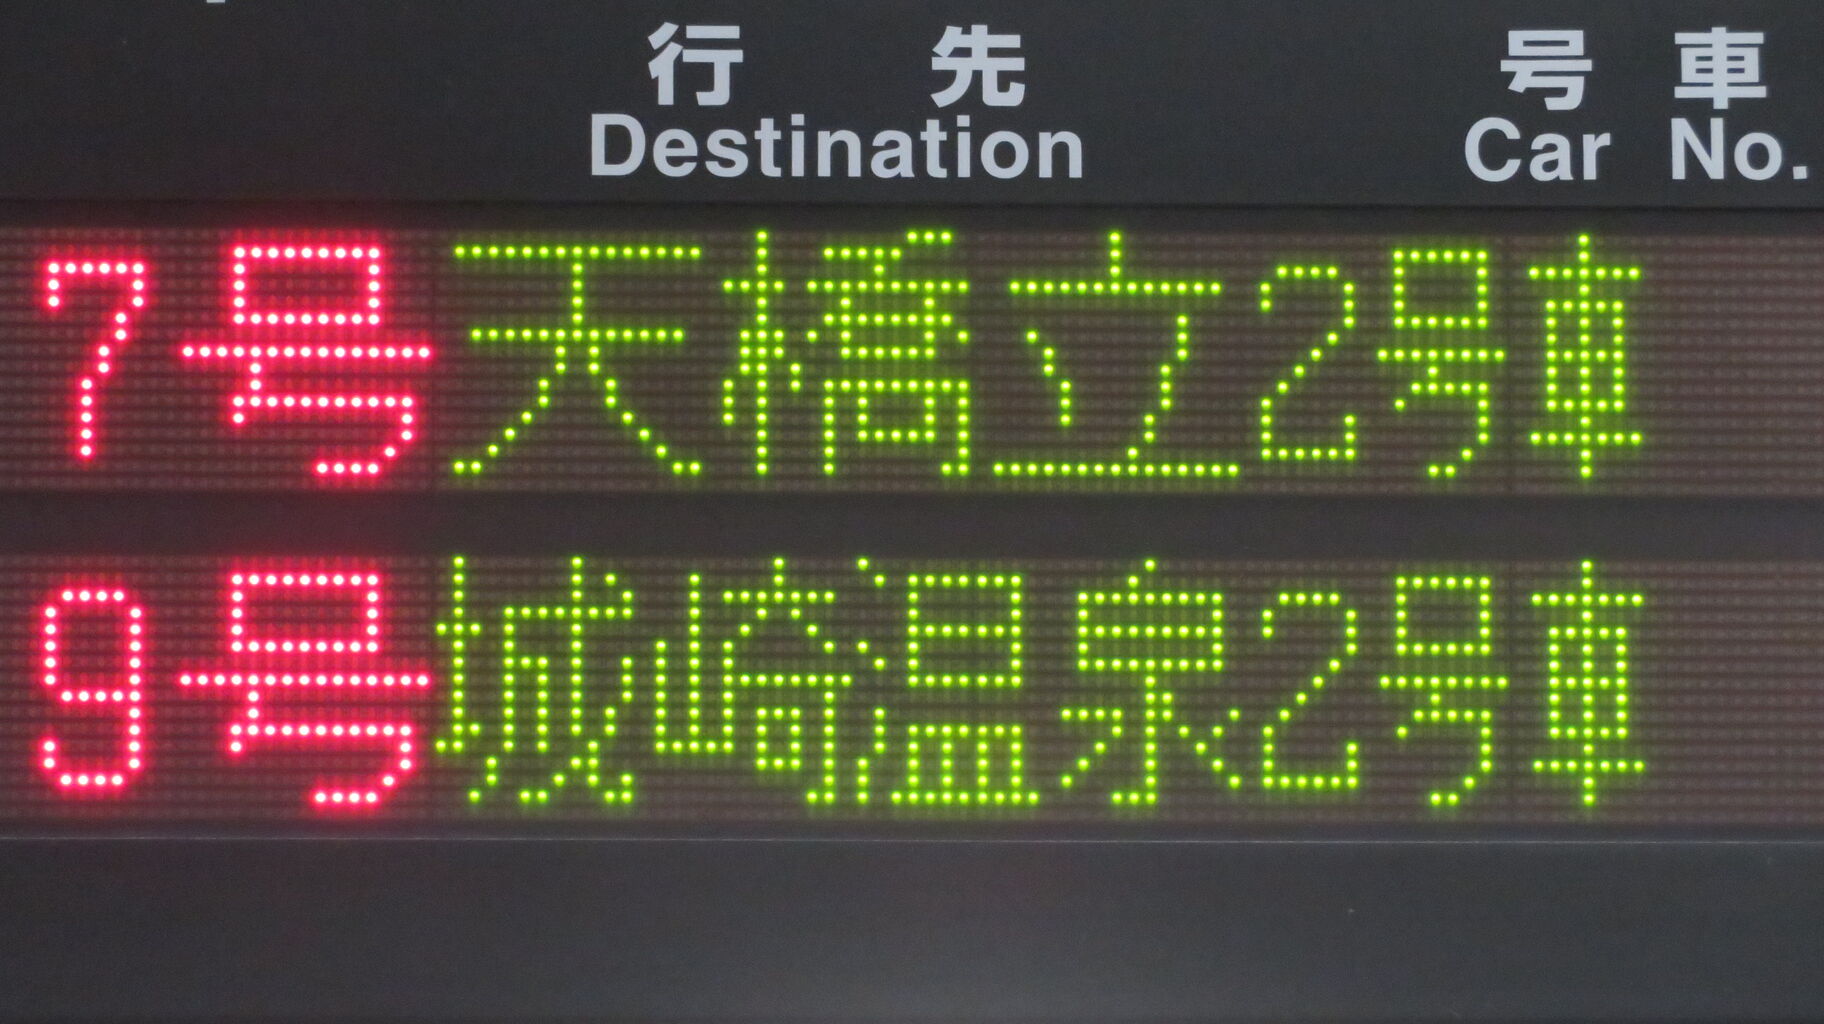 行先 号車
Destination Car No.
7号 天橋立 2号車
9号 城崎温泉 2号車